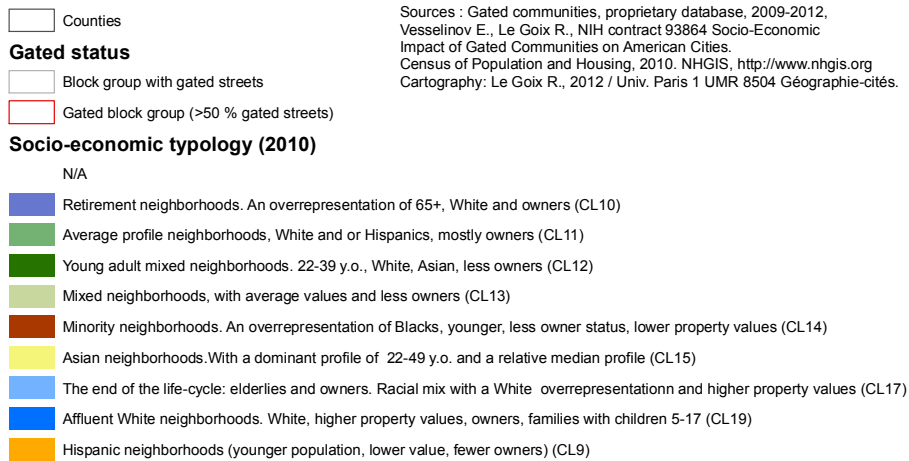 Counties
Gated status
Block group with gated streets
Gated block group (>50 % gated streets)
Sources : Gated communities, proprietary database, 2009-2012,
Vesselinov E., Le Goix R., NIH contract 93864 Socio-Economic
Impact of Gated Communities on American Cities.
Census of Population and Housing, 2010. NHGIS, http://www.nhgis.org
Cartography: Le Goix R., 2012 / Univ. Paris 1 UMR 8504 Géographie-cités.
Socio-economic typology (2010)
N/A
Retirement neighborhoods. An overrepresentation of 65+, White and owners (CL10)
Average profile neighborhoods, White and or Hispanics, mostly owners (CL11)
Young adult mixed neighborhoods. 22-39 y.o., White, Asian, less owners (CL12)
Mixed neighborhoods, with average values and less owners (CL13)
Minority neighborhoods. An overrepresentation of Blacks, younger, less owner status, lower property values (CL14)
Asian neighborhoods.With a dominant profile of 22-49 y.o. and a relative median profile (CL15)
The end of the life-cycle: elderlies and owners. Racial mix with a White overrepresentationn and higher property values (CL17)
Affluent White neighborhoods. White, higher property values, owners, families with children 5-17 (CL19)
Hispanic neighborhoods (younger population, lower value, fewer owners) (CL9)